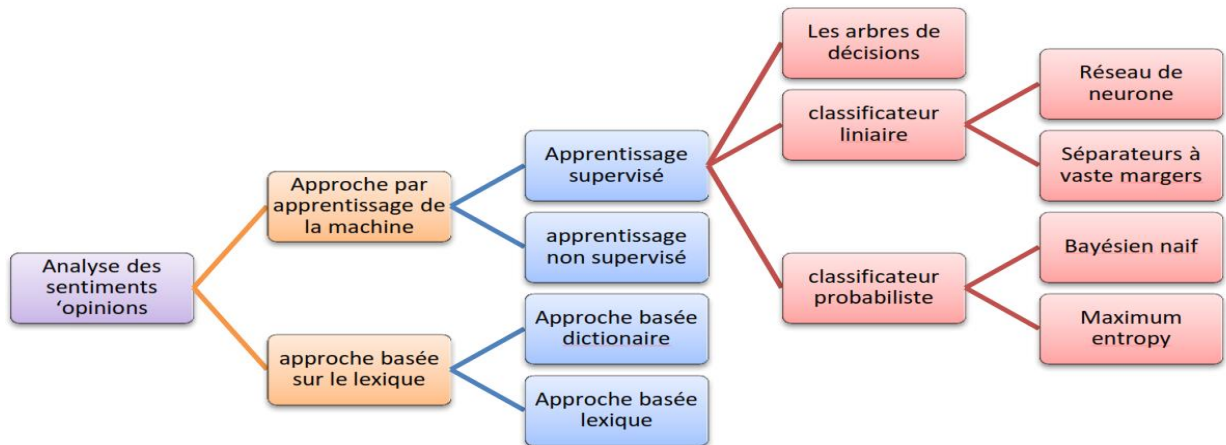 Analyse des
sentiments
‘opinions
Approche par
apprentissage de
la machine
approche basée
sur le lexique
Apprentissage
supervisé
apprentissage
non supervisé
Approche basée
dictionaire
Approche basée
lexique
Les arbres de
décisions
classificateur
liniaire
classificateur
probabiliste
Réseau de
neurone
Séparateurs à
vaste margers
Bayésien naif
Maximum
entropy